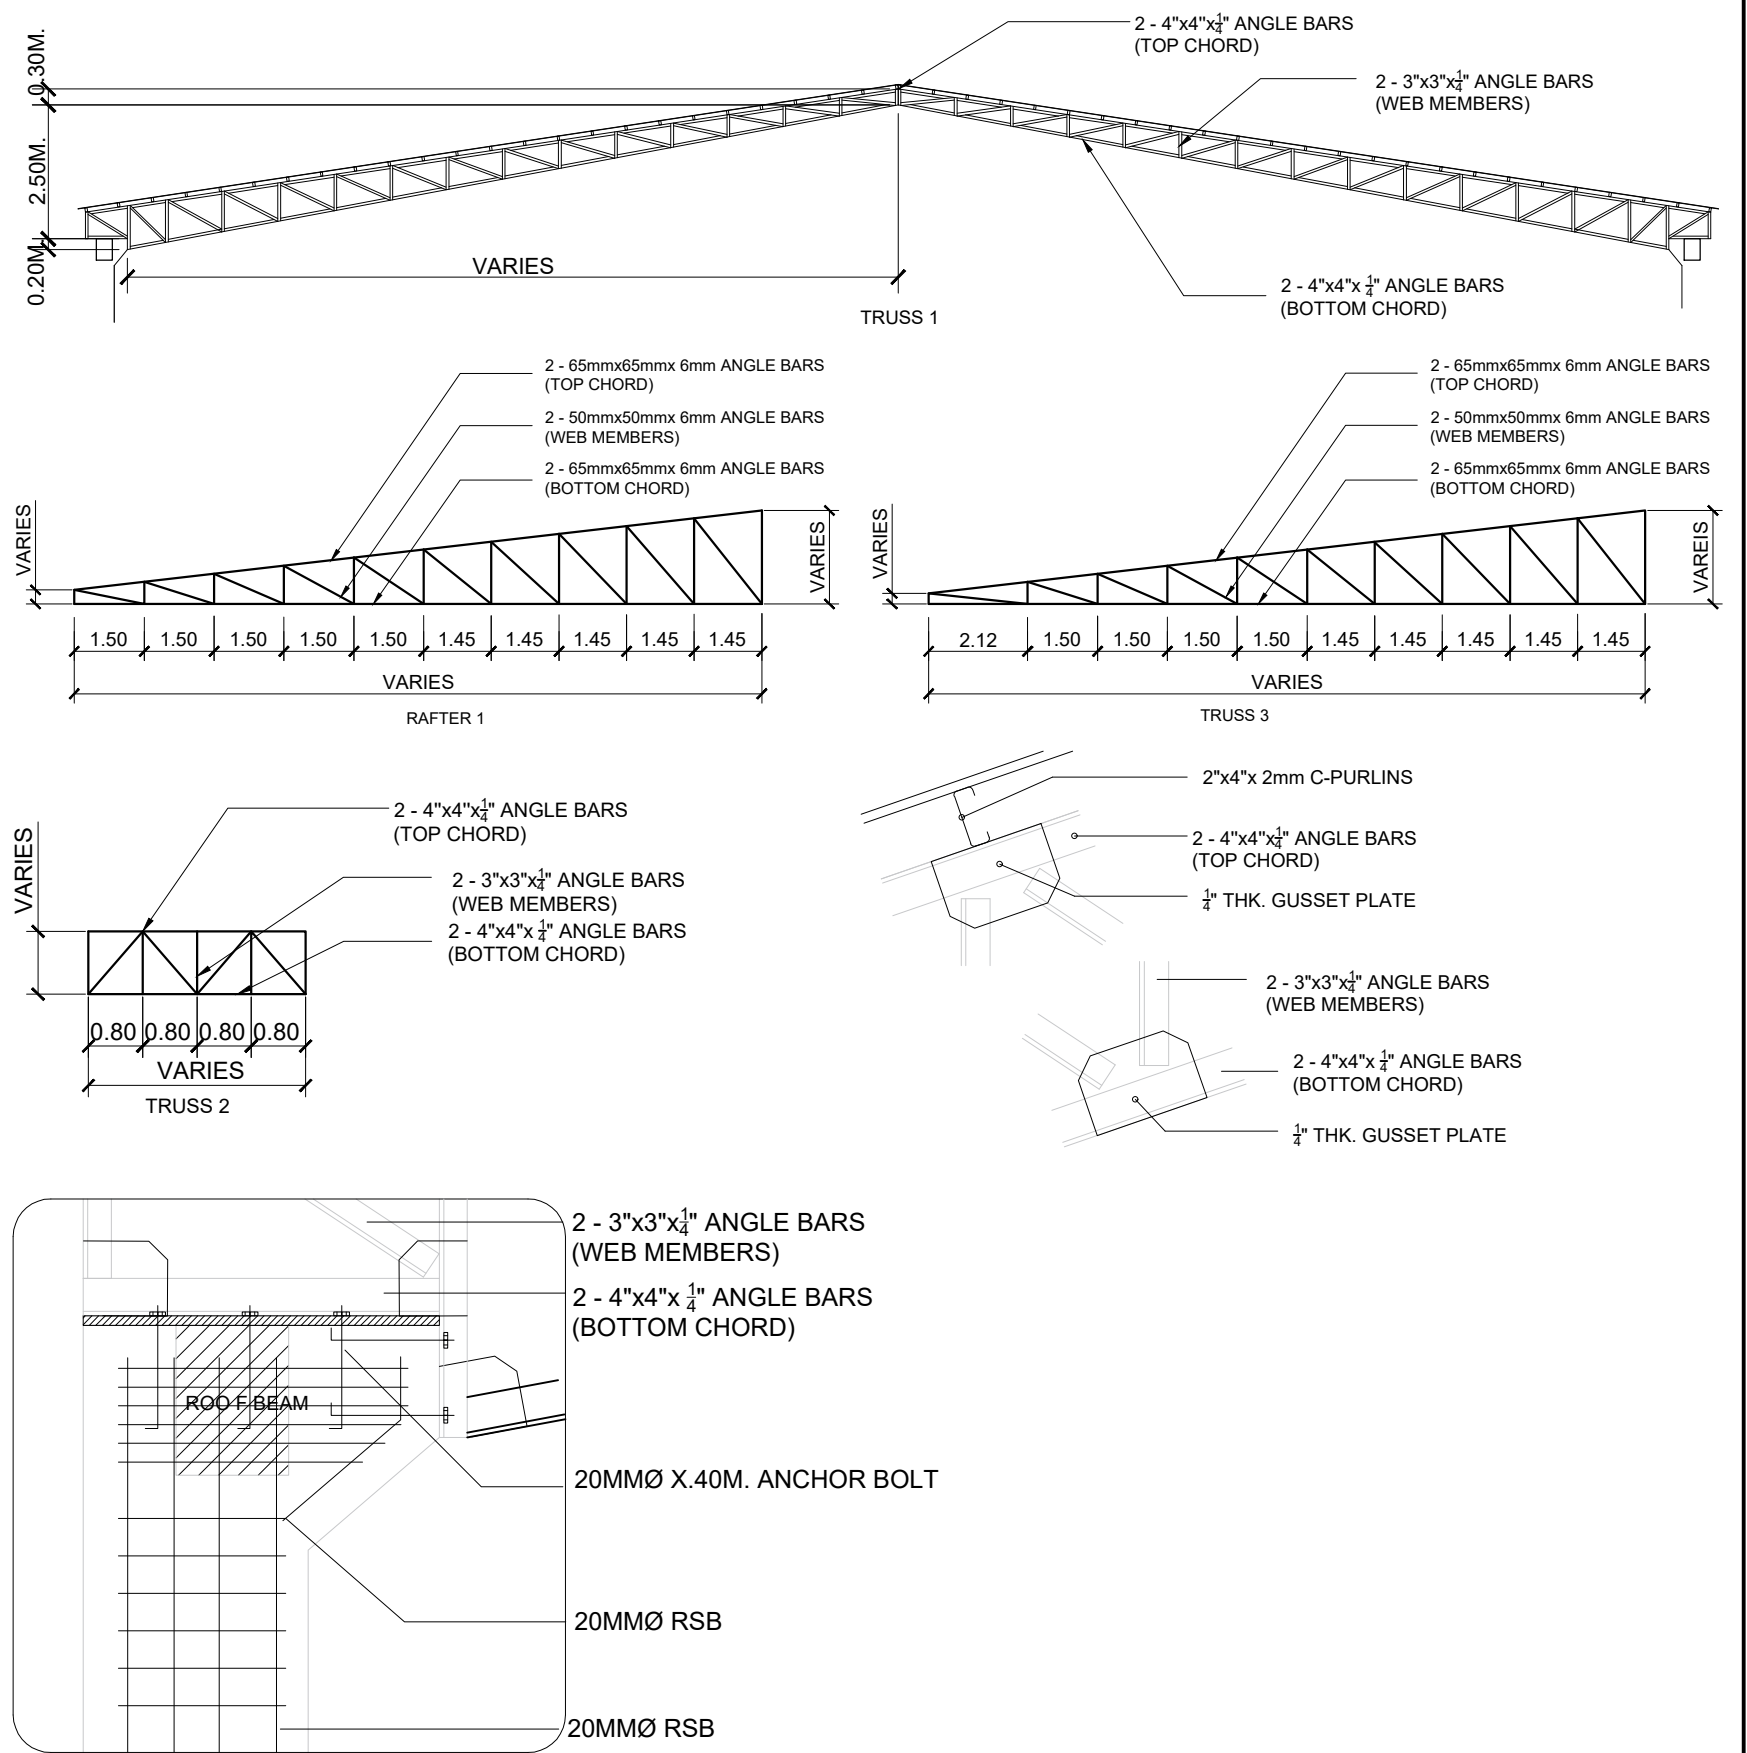 2 - 4"x4"x1/4" ANGLE BARS
(TOP CHORD)
2 - 3"x3"x1/4" ANGLE BARS
(WEB MEMBERS)
0.30M.
2.50M.
0.20M.
VARIES
2 - 4"x4"x 1/4" ANGLE BARS
(BOTTOM CHORD)
TRUSS 1
2 - 65mmx65mmx 6mm ANGLE BARS
(TOP CHORD)
2 - 50mmx50mmx 6mm ANGLE BARS
(WEB MEMBERS)
2 - 65mmx65mmx 6mm ANGLE BARS
(BOTTOM CHORD)
VARIES
VARIES
1.50 1.50 1.50 1.50 1.50 1.45 1.45 1.45 1.45 1.45
VARIES
RAFTER 1
2 - 65mmx65mmx 6mm ANGLE BARS
(TOP CHORD)
2 - 50mmx50mmx 6mm ANGLE BARS
(WEB MEMBERS)
2 - 65mmx65mmx 6mm ANGLE BARS
(BOTTOM CHORD)
VARIES
VAREIS
2.12 1.50 1.50 1.50 1.50 1.45 1.45 1.45 1.45 1.45
VARIES
TRUSS 3
2 - 4"x4"x1/4" ANGLE BARS
(TOP CHORD)
2 - 3"x3"x1/4" ANGLE BARS
(WEB MEMBERS)
2 - 4"x4"x 1/4" ANGLE BARS
(BOTTOM CHORD)
VARIES
0.80 0.80 0.80 0.80
VARIES
TRUSS 2
2"x4"x 2mm C-PURLINS
2 - 4"x4"x1/4" ANGLE BARS
(TOP CHORD)
1/4" THK. GUSSET PLATE
2 - 3"x3"x1/4" ANGLE BARS
(WEB MEMBERS)
2 - 4"x4"x 1/4" ANGLE BARS
(BOTTOM CHORD)
1/4" THK. GUSSET PLATE
2 - 3"x3"x1/4" ANGLE BARS
(WEB MEMBERS)
2 - 4"x4"x 1/4" ANGLE BARS
(BOTTOM CHORD)
ROO F BEAM
20MMØ X.40M. ANCHOR BOLT
20MMØ RSB
20MMØ RSB